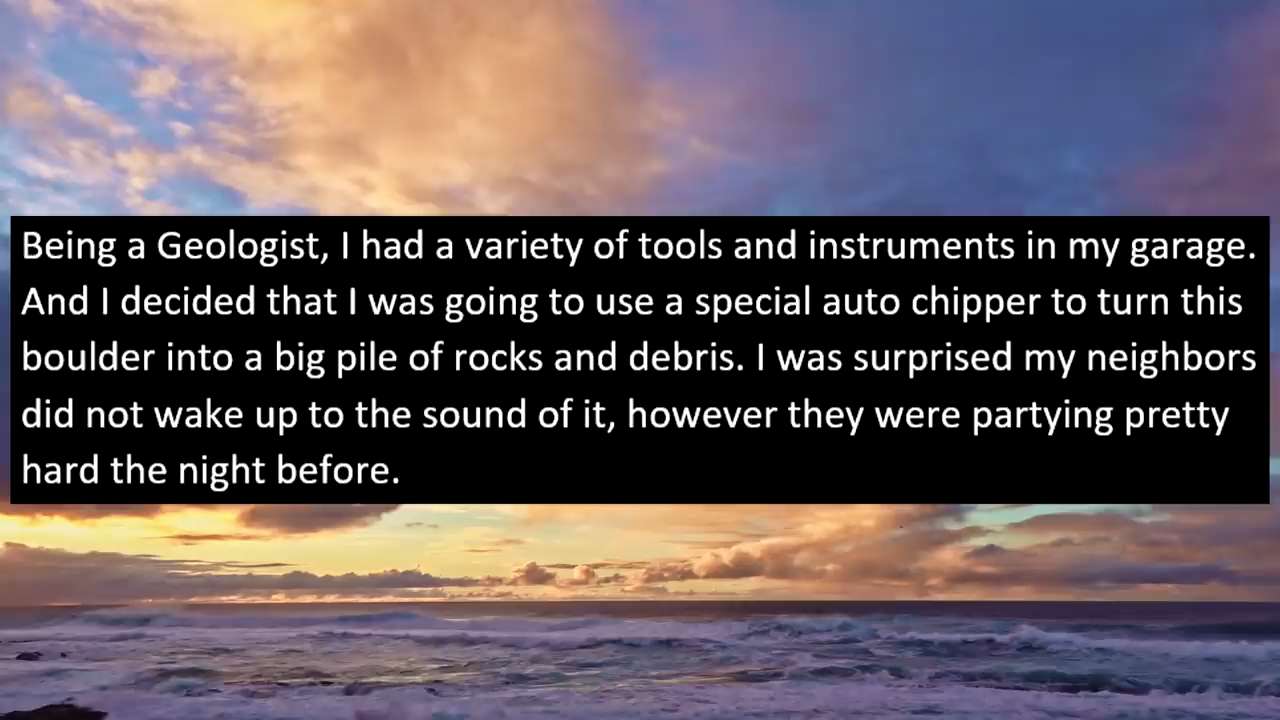 Being a Geologist, I had a variety of tools and instruments in my garage.
And I decided that I was going to use a special auto chipper to turn this
boulder into a big pile of rocks and debris. I was surprised my neighbors
did not wake up to the sound of it, however they were partying pretty
hard the night before.